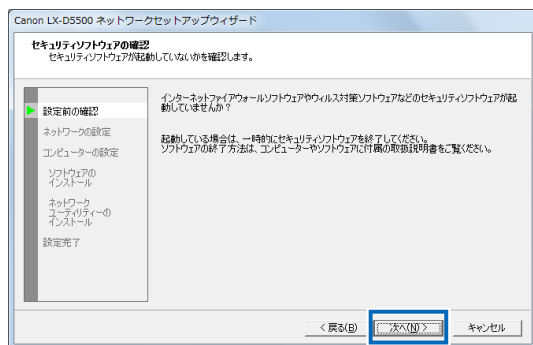 Canon LX-D5500 ネットワークセットアップウィザード
セキュリティソフトウェアの確認
セキュリティソフトウェアが起動していないかを確認します。
設定前の確認
ネットワークの設定
コンピューターの設定
ソフトウェアの
インストール
ネットワーク
ユーティリティーの
インストール
設定完了
インターネットファイアウォールソフトウェアやウィルス対策ソフトウェアなどのセキュリティソフトウェアが起
動していませんか？
起動している場合は、一時的にセキュリティソフトウェアを終了してください。
ソフトウェアの終了方法は、コンピューターやソフトウェアに付属の取扱説明書をご覧ください。
< 戻る(B)
次へ(N) >
キャンセル